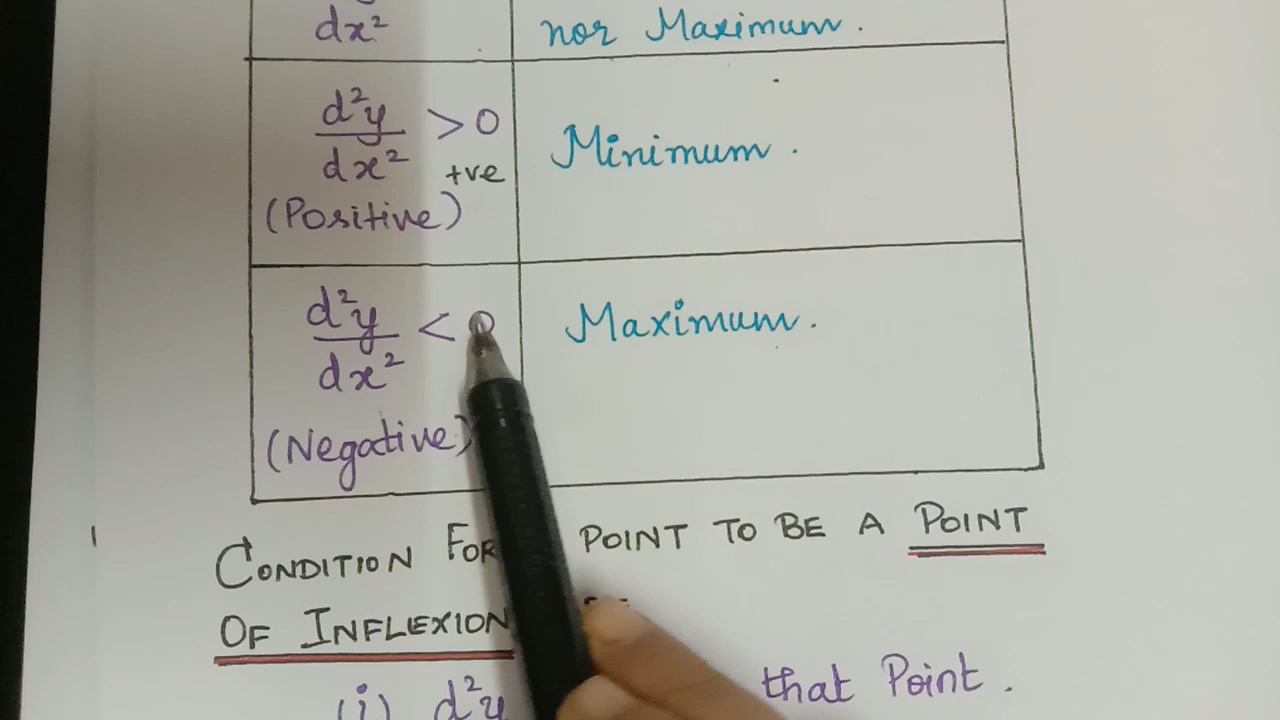 dx² nor Maximum.
d²y/dx² > 0 Minimum.
+ve
(Positive)
d²y/dx² < 0 Maximum.
(Negative)
CONDITION FOR POINT TO BE A POINT
OF INFLEXION
(i) d²y that Point.